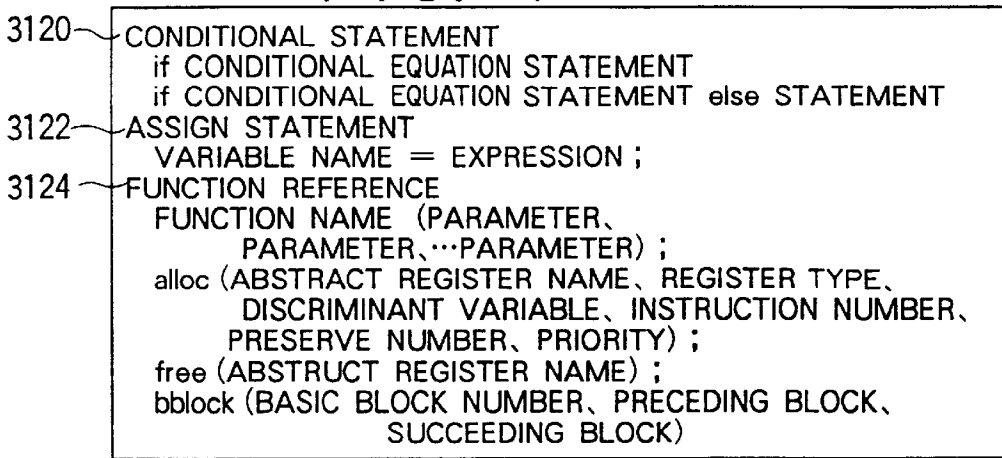 3120 CONDITIONAL STATEMENT
if CONDITIONAL EQUATION STATEMENT
if CONDITIONAL EQUATION STATEMENT else STATEMENT
3122 ASSIGN STATEMENT
VARIABLE NAME = EXPRESSION ;
3124 FUNCTION REFERENCE
FUNCTION NAME (PARAMETER、
PARAMETER、···PARAMETER) ;
alloc (ABSTRACT REGISTER NAME、REGISTER TYPE、
DISCRIMINANT VARIABLE、INSTRUCTION NUMBER、
PRESERVE NUMBER、PRIORITY) ;
free (ABSTRUCT REGISTER NAME) ;
bblock (BASIC BLOCK NUMBER、PRECEDING BLOCK、
SUCCEEDING BLOCK)